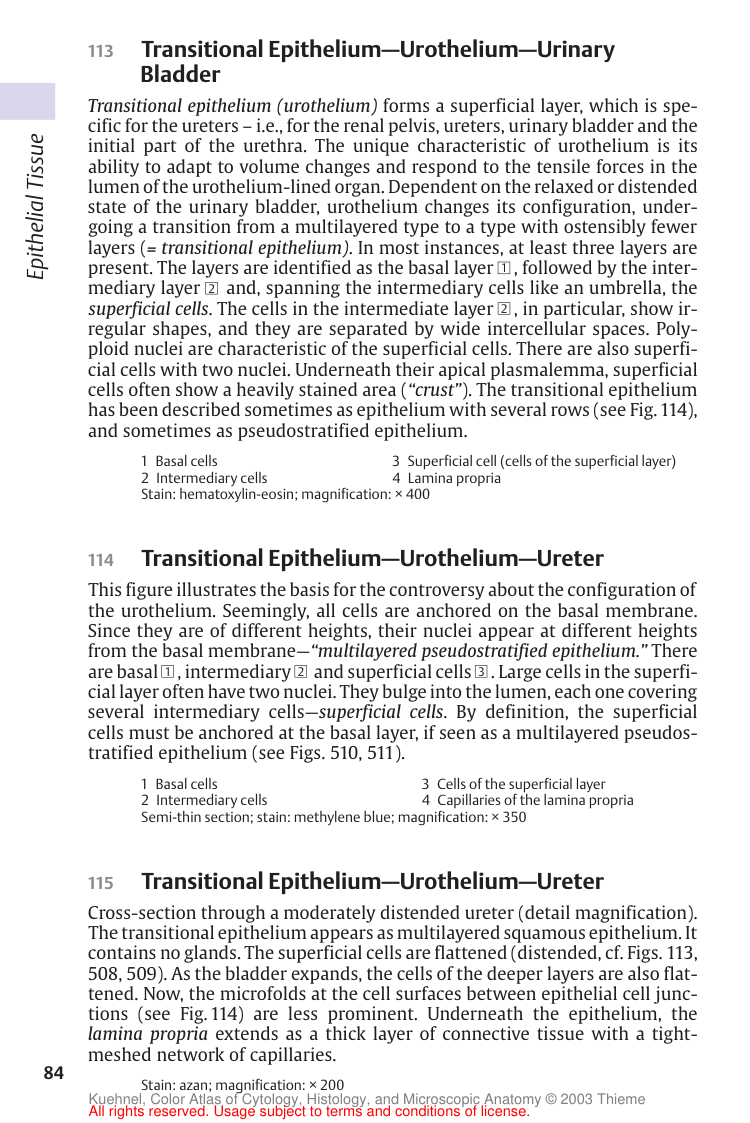 113 Transitional Epithelium—Urothelium—Urinary
Bladder
Transitional epithelium (urothelium) forms a superficial layer, which is spe-
cific for the ureters – i.e., for the renal pelvis, ureters, urinary bladder and the
initial part of the urethra. The unique characteristic of urothelium is its
ability to adapt to volume changes and respond to the tensile forces in the
lumen of the urothelium-lined organ. Dependent on the relaxed or distended
state of the urinary bladder, urothelium changes its configuration, under-
going a transition from a multilayered type to a type with ostensibly fewer
layers (= transitional epithelium). In most instances, at least three layers are
present. The layers are identified as the basal layer 1, followed by the inter-
mediary layer 2 and, spanning the intermediary cells like an umbrella, the
superficial cells. The cells in the intermediate layer 2, in particular, show ir-
regular shapes, and they are separated by wide intercellular spaces. Poly-
ploid nuclei are characteristic of the superficial cells. There are also superfi-
cial cells with two nuclei. Underneath their apical plasmalemma, superficial
cells often show a heavily stained area (“crust”). The transitional epithelium
has been described sometimes as epithelium with several rows (see Fig. 114),
and sometimes as pseudostratified epithelium.
1 Basal cells 3 Superficial cell (cells of the superficial layer)
2 Intermediary cells 4 Lamina propria
Stain: hematoxylin-eosin; magnification: × 400
114 Transitional Epithelium—Urothelium—Ureter
This figure illustrates the basis for the controversy about the configuration of
the urothelium. Seemingly, all cells are anchored on the basal membrane.
Since they are of different heights, their nuclei appear at different heights
from the basal membrane—“multilayered pseudostratified epithelium.” There
are basal 1, intermediary 2 and superficial cells 3. Large cells in the superfi-
cial layer often have two nuclei. They bulge into the lumen, each one covering
several intermediary cells—superficial cells. By definition, the superficial
cells must be anchored at the basal layer, if seen as a multilayered pseudos-
tratified epithelium (see Figs. 510, 511).
1 Basal cells 3 Cells of the superficial layer
2 Intermediary cells 4 Capillaries of the lamina propria
Semi-thin section; stain: methylene blue; magnification: × 350
115 Transitional Epithelium—Urothelium—Ureter
Cross-section through a moderately distended ureter (detail magnification).
The transitional epithelium appears as multilayered squamous epithelium. It
contains no glands. The superficial cells are flattened (distended, cf. Figs. 113,
508, 509). As the bladder expands, the cells of the deeper layers are also flat-
tened. Now, the microfolds at the cell surfaces between epithelial cell junc-
tions (see Fig. 114) are less prominent. Underneath the epithelium, the
lamina propria extends as a thick layer of connective tissue with a tight-
meshed network of capillaries.
Stain: azan; magnification: × 200
Epithelial Tissue
84
Kuehnel, Color Atlas of Cytology, Histology, and Microscopic Anatomy © 2003 Thieme
All rights reserved. Usage subject to terms and conditions of license.